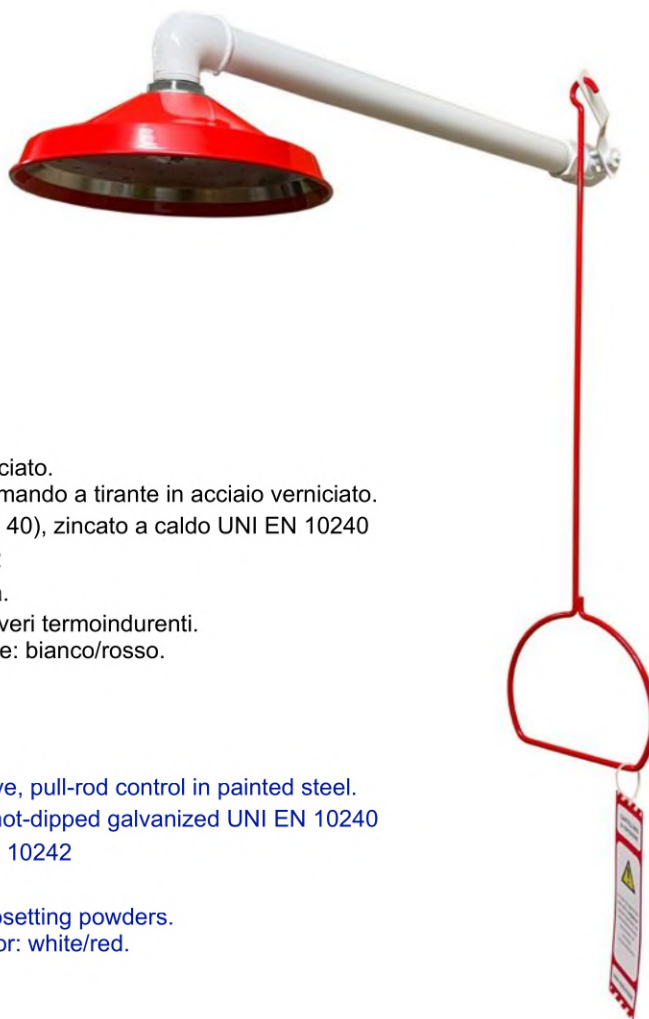 ciato.
mando a tirante in acciaio verniciato.
40), zincato a caldo UNI EN 10240
.
veri termoindurenti.
e: bianco/rosso.
ve, pull-rod control in painted steel.
not-dipped galvanized UNI EN 10240
10242
osetting powders.
or: white/red.